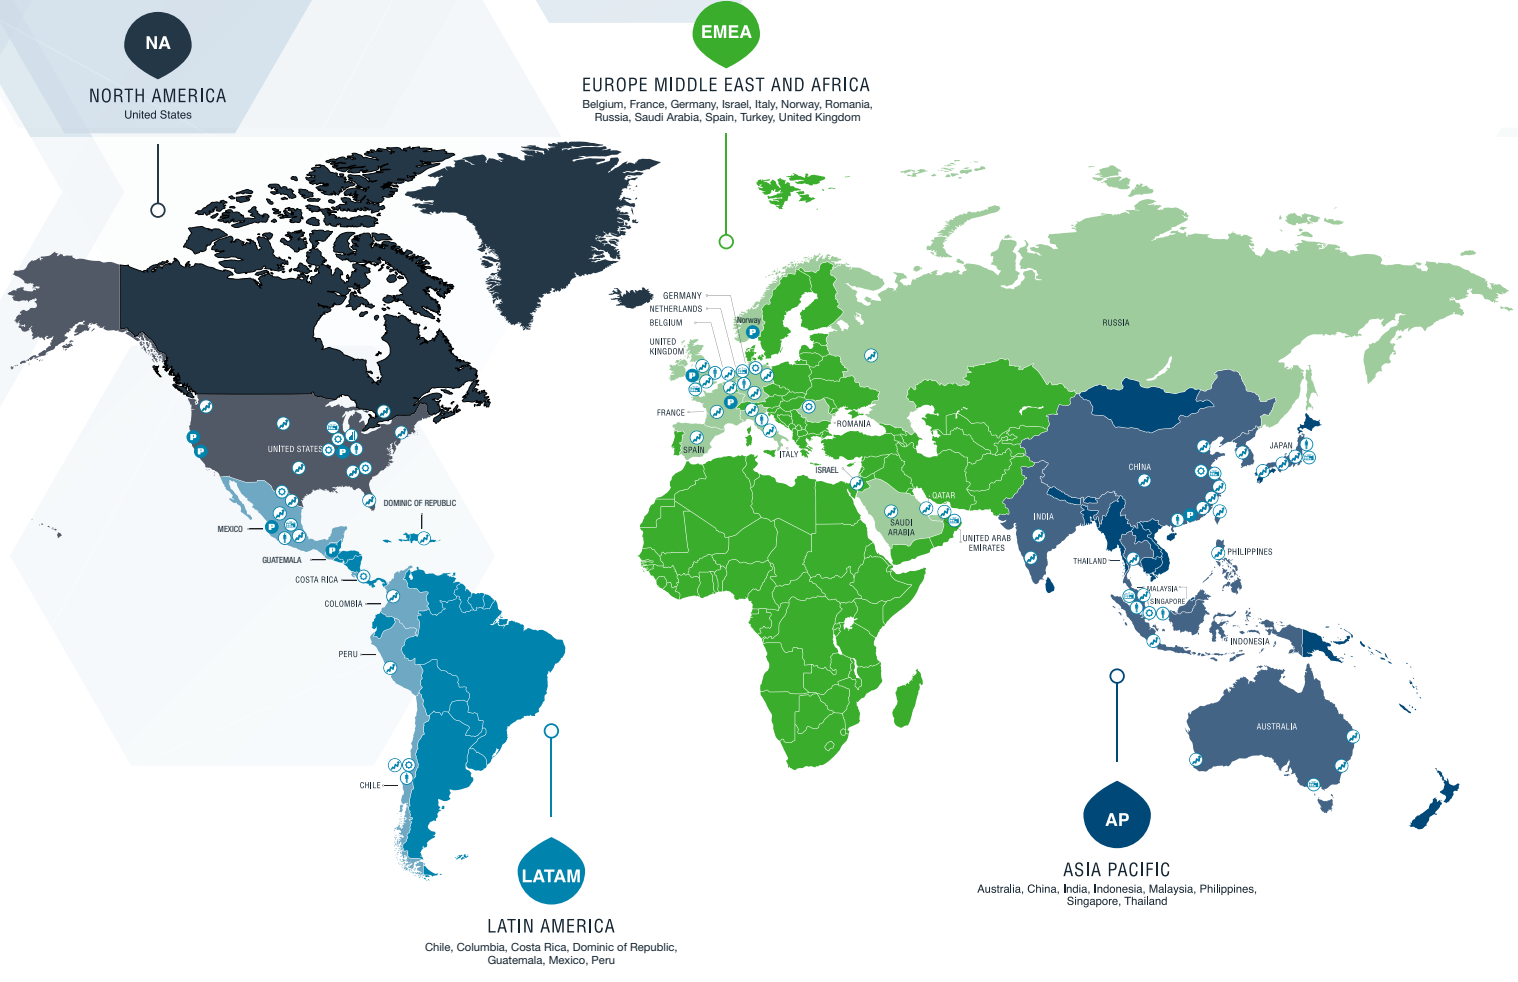 NA
NORTH AMERICA
United States
EMEA
EUROPE MIDDLE EAST AND AFRICA
Belgium, France, Germany, Israel, Italy, Norway, Romania,
Russia, Saudi Arabia, Spain, Turkey, United Kingdom
GERMANY
NETHERLANDS
BELGIUM
Norway
P
UNITED
KINGDOM
P
P
FRANCE
ROMANIA
SPAIN
ITALY
ISRAEL
RUSSIA
UNITED STATES
P
P
P
DOMINIC OF REPUBLIC
MEXICO
P
GUATEMALA
P
COSTA RICA
COLOMBIA
PERU
CHILE
QATAR
SAUDI
ARABIA
UNITED ARAB
EMIRATES
JAPAN
CHINA
INDIA
P
THAILAND
PHILIPPINES
MALAYSIA
SINGAPORE
INDONESIA
AUSTRALIA
AP
ASIA PACIFIC
Australia, China, India, Indonesia, Malaysia, Philippines,
Singapore, Thailand
LATAM
LATIN AMERICA
Chile, Columbia, Costa Rica, Dominic of Republic,
Guatemala, Mexico, Peru